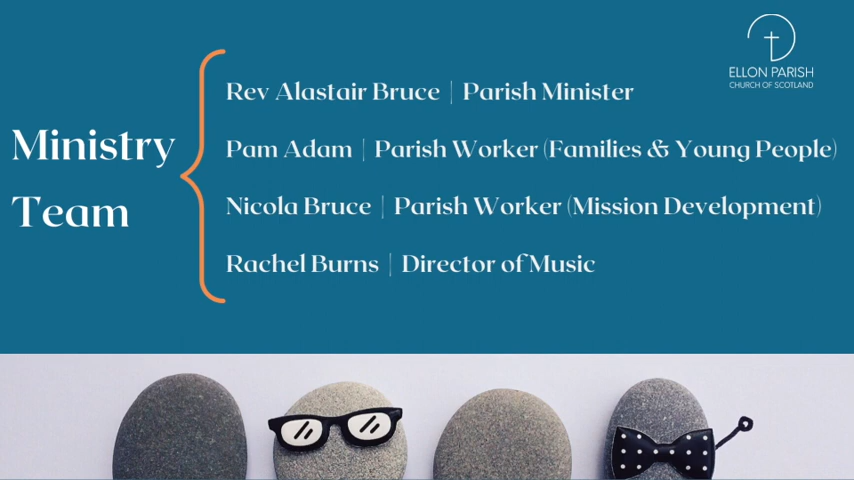 ELLON PARISH
CHURCH OF SCOTLAND
Ministry
Team
Rev Alastair Bruce | Parish Minister
Pam Adam | Parish Worker (Families & Young People)
Nicola Bruce | Parish Worker (Mission Development)
Rachel Burns | Director of Music